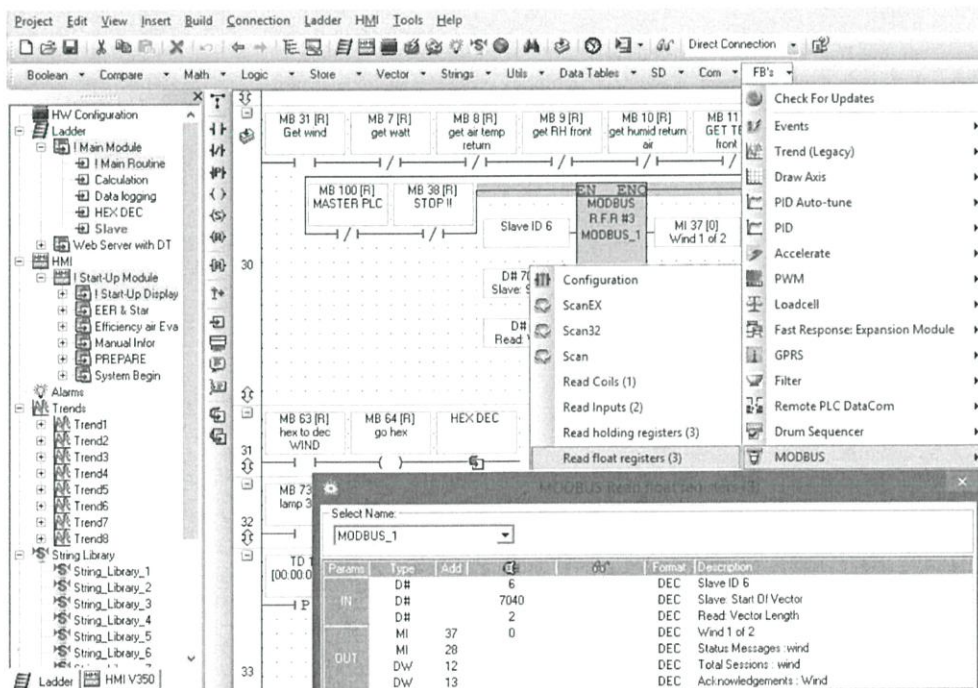 Project Edit View Insert Build Connection Ladder HMI Tools Help
Direct Connection
Boolean Compare Math Logic Store Vector Strings Utils Data Tables SD Com FB's
HW Configuration
Ladder
! Main Module
! Main Routine
Calculation
Data logging
HEX DEC
Slave
Web Server with DT
HMI
! Start-Up Module
! Start-Up Display
EER & Star
Efficiency air Eva
Manual Infor
PREPARE
System Begin
Alarms
Trends
Trend1
Trend2
Trend3
Trend4
Trend5
Trend6
Trend7
Trend8
String Library
String_Library_1
String_Library_2
String_Library_3
String_Library_4
String_Library_5
String_Library_6
Ladder HMI V350
MB 31 [R]
Get wind
MB 7 [R]
get watt
MB 8 [R]
get air temp
return
MB 9 [R]
get RH front
MB 10 [R]
get humid return
air
MB 11
GET TE
front
MB 100 [R]
MASTER PLC
MB 38 [R]
STOP !!
Slave ID 6
EN ENO
MODBUS
R.F.R #3
MODBUS_1
MI 37 [0]
Wind 1 of 2
30
D# 70
Slave: S
D#
Read: V
31
MB 63 [R]
hex to dec
WIND
MB 64 [R]
go hex
HEX DEC
32
MB 73
lamp 3
TD 1
[00:00:0
P
33
Check For Updates
Events
Trend (Legacy)
Draw Axis
PID Auto-tune
PID
Accelerate
PWM
Loadcell
Fast Response: Expansion Module
GPRS
Filter
Remote PLC DataCom
Drum Sequencer
MODBUS
Configuration
ScanEX
Scan32
Scan
Read Coils (1)
Read Inputs (2)
Read holding registers (3)
Read float registers (3)
MODBUS Read float registers (3)
Select Name:
MODBUS_1
Params Type Add Format Description
IN D# 6 DEC Slave ID 6
D# 7040 DEC Slave: Start Of Vector
D# 2 DEC Read: Vector Length
OUT MI 37 0 DEC Wind 1 of 2
MI 28 DEC Status Messages :wind
DW 12 DEC Total Sessions : wind
DW 13 DEC Acknowledgements : Wind